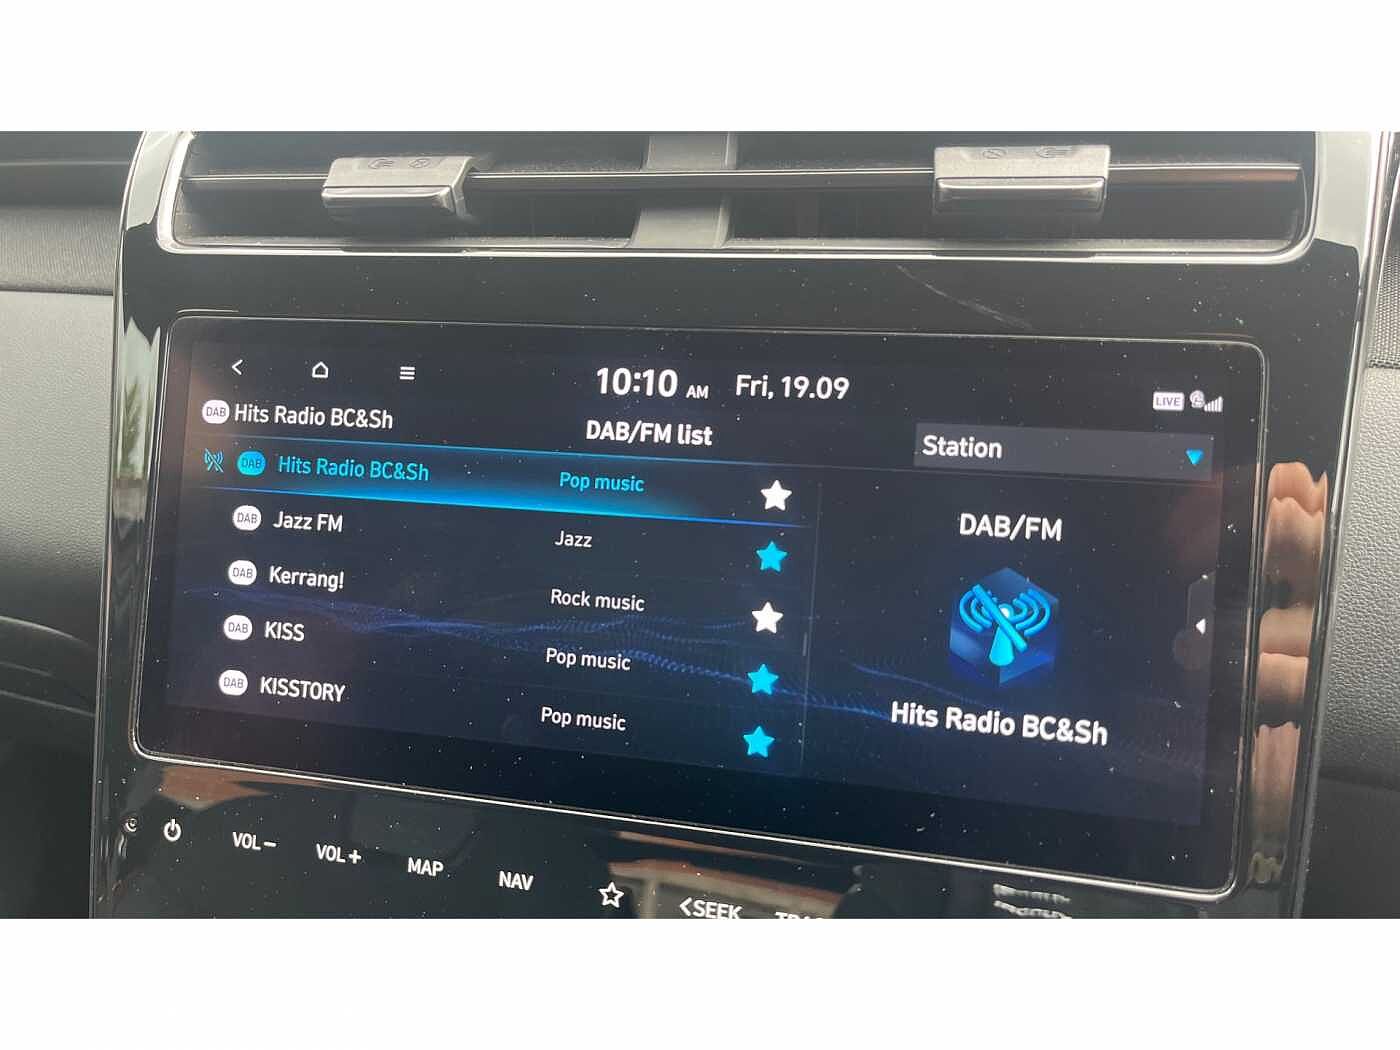 10:10 AM Fri, 19.09
LIVE
DAB Hits Radio BC&Sh
DAB/FM list
Station
DAB Hits Radio BC&Sh Pop music
DAB Jazz FM Jazz
DAB Kerrang! Rock music
DAB KISS Pop music
DAB KISSTORY Pop music
DAB/FM
Hits Radio BC&Sh
VOL− VOL+ MAP NAV <SEEK